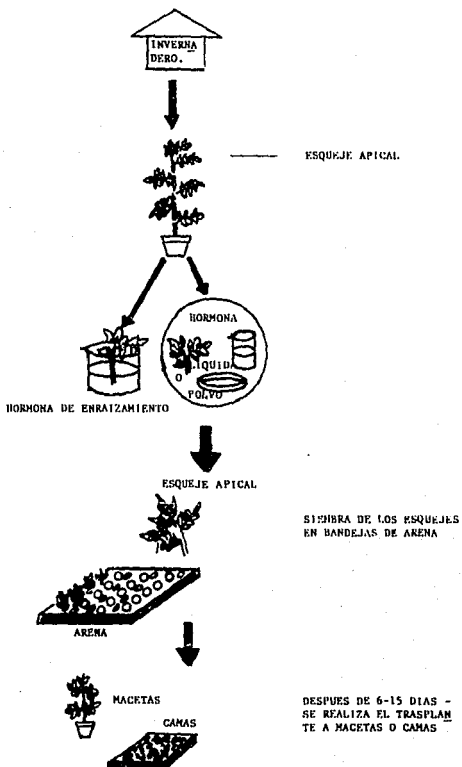 INVERNA
DERO.
ESQUEJE APICAL
HORMONA
LIQUIDA
O
POLVO
HORMONA DE ENRAIZAMIENTO
ESQUEJE APICAL
SIEMBRA DE LOS ESQUEJES
EN BANDEJAS DE ARENA
ARENA
MACETAS
CAMAS
DESPUES DE 6-15 DIAS -
SE REALIZA EL TRASPLAN
TE A MACETAS O CAMAS